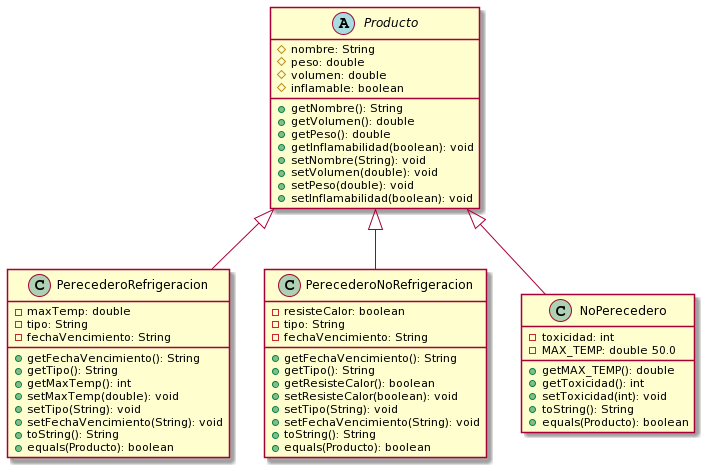 A Producto
nombre: String
peso: double
volumen: double
inflamable: boolean
getNombre(): String
getVolumen(): double
getPeso(): double
getInflamabilidad(boolean): void
setNombre(String): void
setVolumen(double): void
setPeso(double): void
setInflamabilidad(boolean): void
C PerecederoRefrigeracion
maxTemp: double
tipo: String
fechaVencimiento: String
getFechaVencimiento(): String
getTipo(): String
getMaxTemp(): int
setMaxTemp(double): void
setTipo(String): void
setFechaVencimiento(String): void
toString(): String
equals(Producto): boolean
C PerecederoNoRefrigeracion
resisteCalor: boolean
tipo: String
fechaVencimiento: String
getFechaVencimiento(): String
getTipo(): String
getResisteCalor(): boolean
setResisteCalor(boolean): void
setTipo(String): void
setFechaVencimiento(String): void
toString(): String
equals(Producto): boolean
C NoPerecedero
toxicidad: int
MAX_TEMP: double 50.0
getMAX_TEMP(): double
getToxicidad(): int
setToxicidad(int): void
toString(): String
equals(Producto): boolean